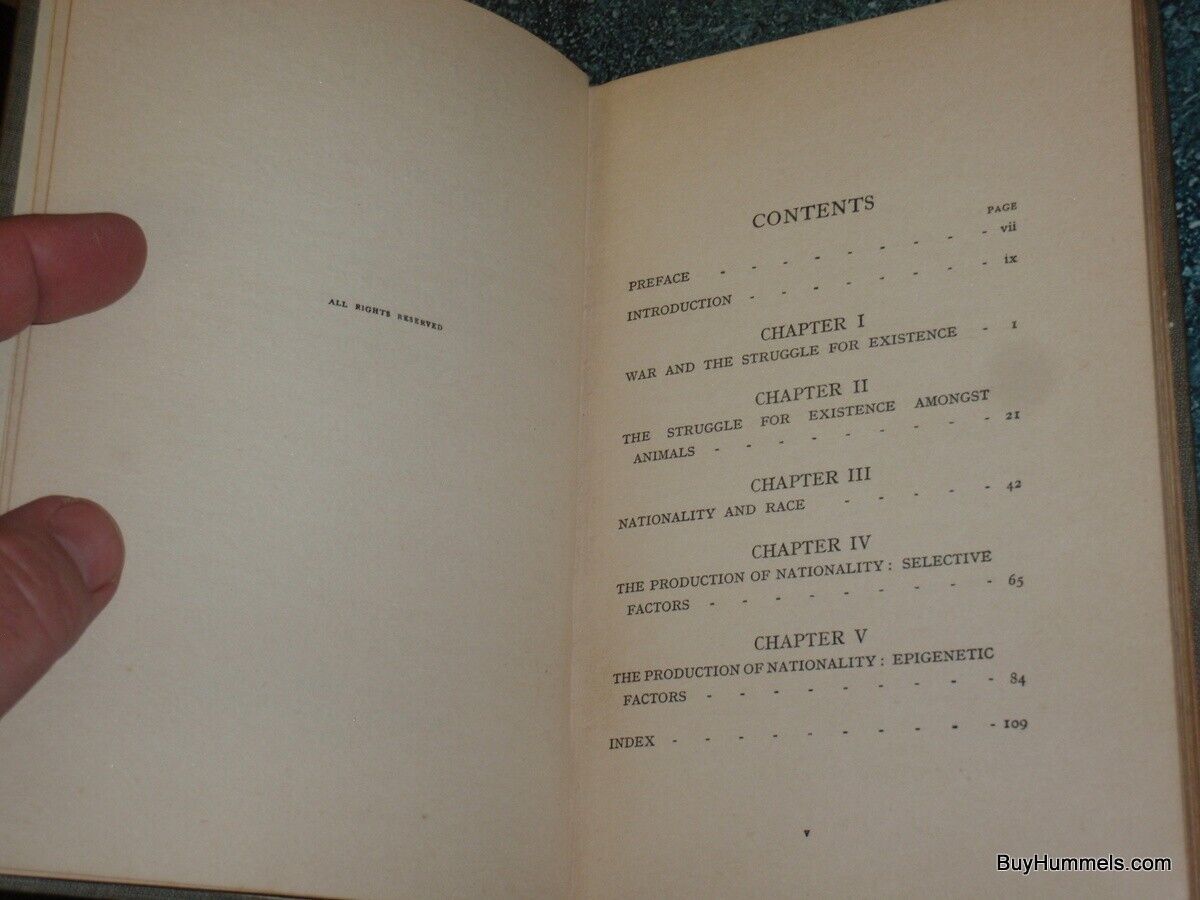 ALL RIGHTS RESERVED
CONTENTS
PAGE
PREFACE - - - - - - - - - vii
INTRODUCTION - - - - - - - - ix
CHAPTER I
WAR AND THE STRUGGLE FOR EXISTENCE - 1
CHAPTER II
THE STRUGGLE FOR EXISTENCE AMONGST
ANIMALS - - - - - - - - - 21
CHAPTER III
NATIONALITY AND RACE - - - - - 42
CHAPTER IV
THE PRODUCTION OF NATIONALITY : SELECTIVE
FACTORS - - - - - - - - - 65
CHAPTER V
THE PRODUCTION OF NATIONALITY : EPIGENETIC
FACTORS - - - - - - - - - 84
INDEX - - - - - - - - - - 109
v
BuyHummels.com